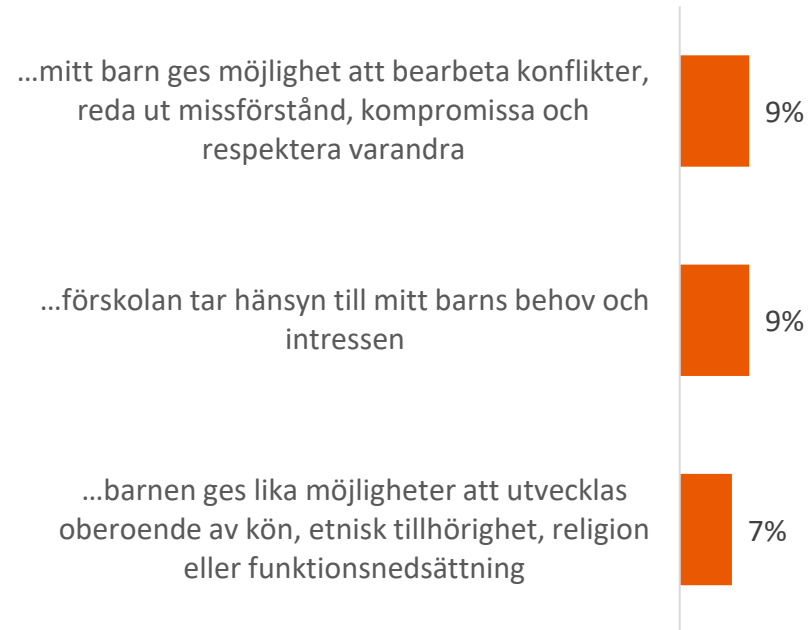 …mitt barn ges möjlighet att bearbeta konflikter,
reda ut missförstånd, kompromissa och
respektera varandra
9%
…förskolan tar hänsyn till mitt barns behov och
intressen
9%
…barnen ges lika möjligheter att utvecklas
oberoende av kön, etnisk tillhörighet, religion
eller funktionsnedsättning
7%